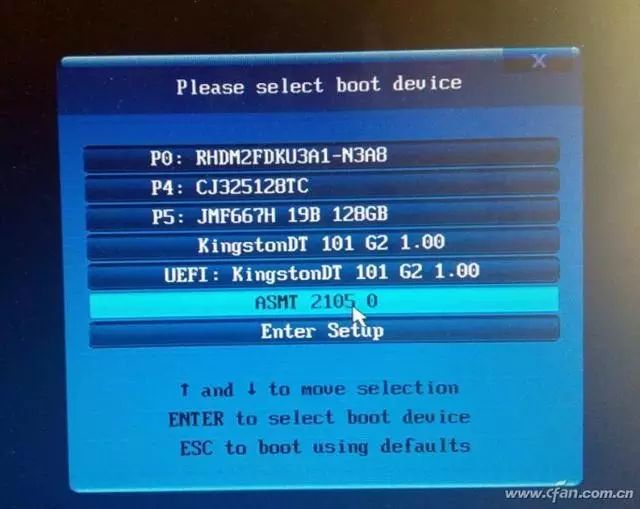 X
Please select boot device
P0: RHDM2FDKU3A1-N3A8
P4: CJ325128TC
P5: JMF667H 19B 128GB
KingstonDT 101 G2 1.00
UEFI: KingstonDT 101 G2 1.00
ASMT 2105 0
Enter Setup
↑ and ↓ to move selection
ENTER to select boot device
ESC to boot using defaults
www.cfan.com.cn